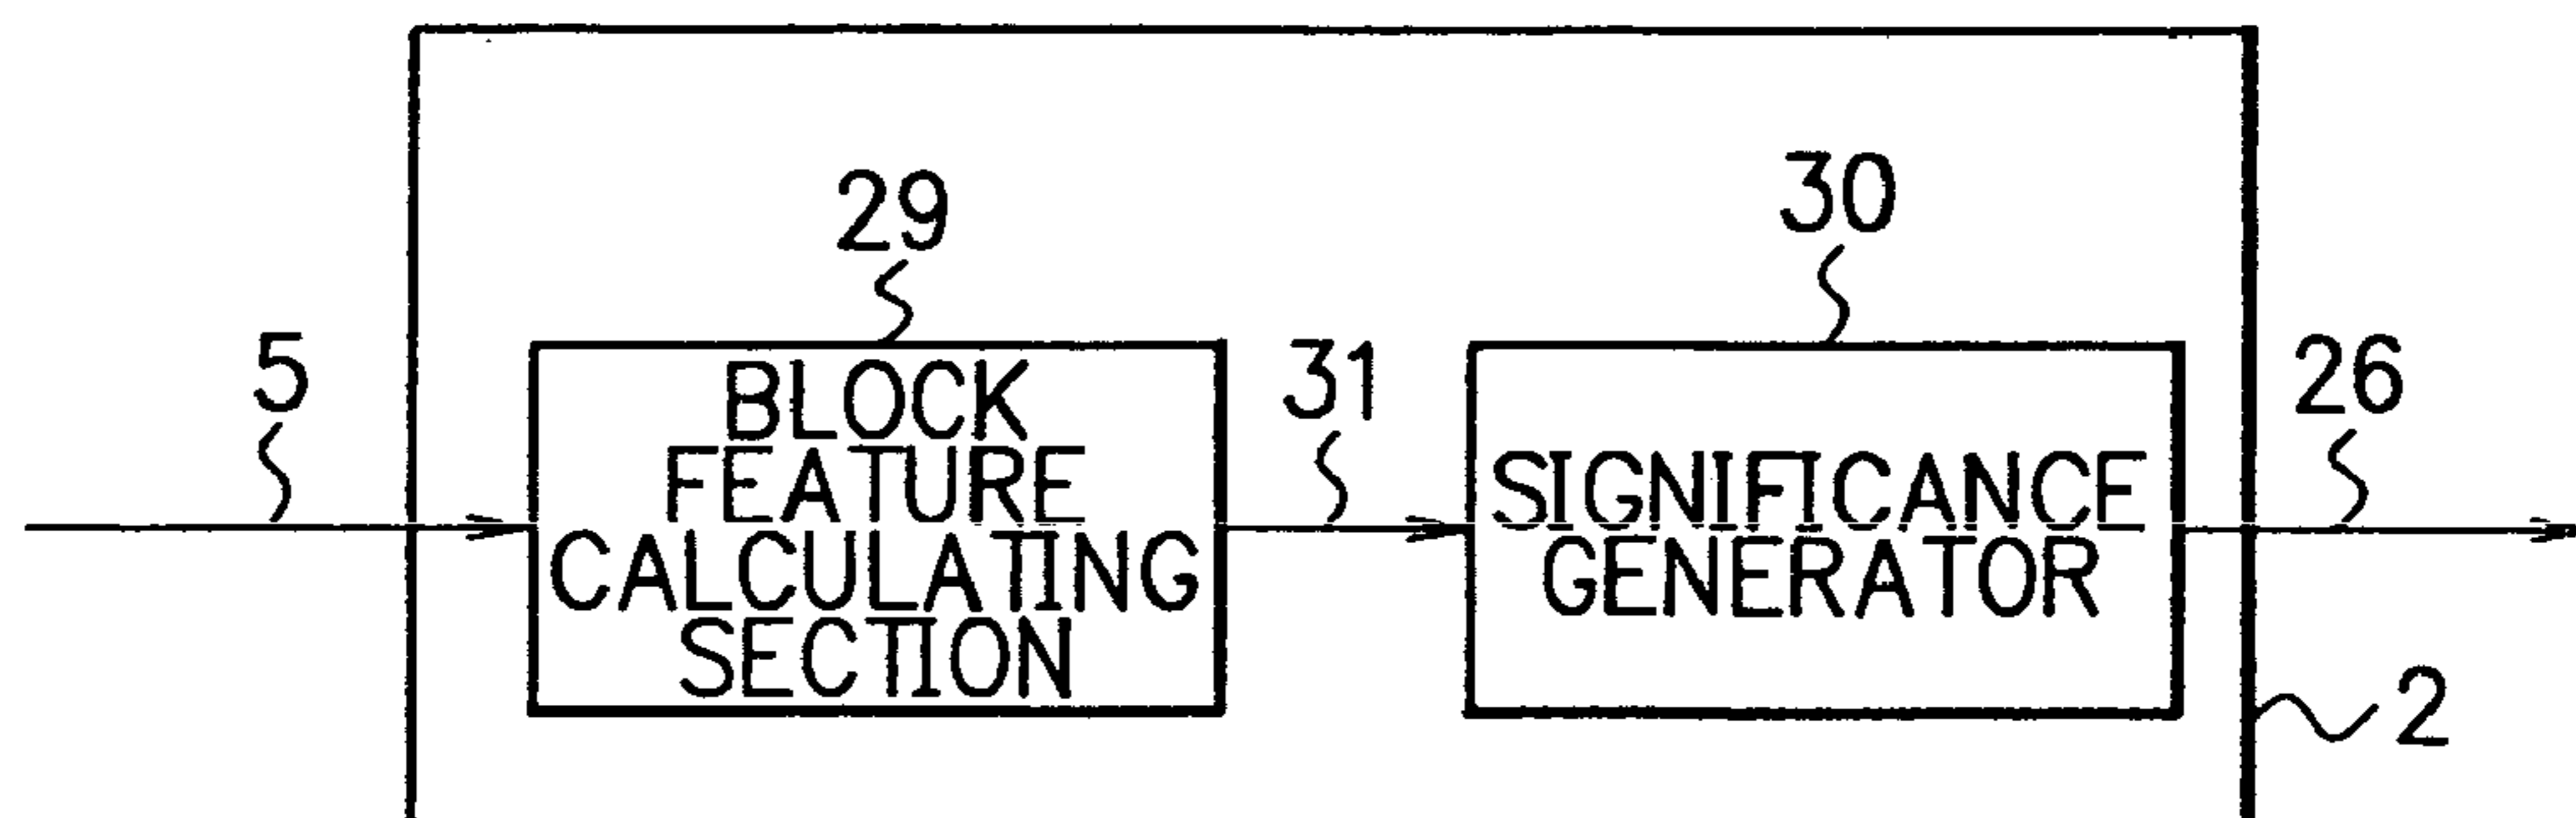 29
30
5
31
26
BLOCK
FEATURE
CALCULATING
SECTION
SIGNIFICANCE
GENERATOR
2